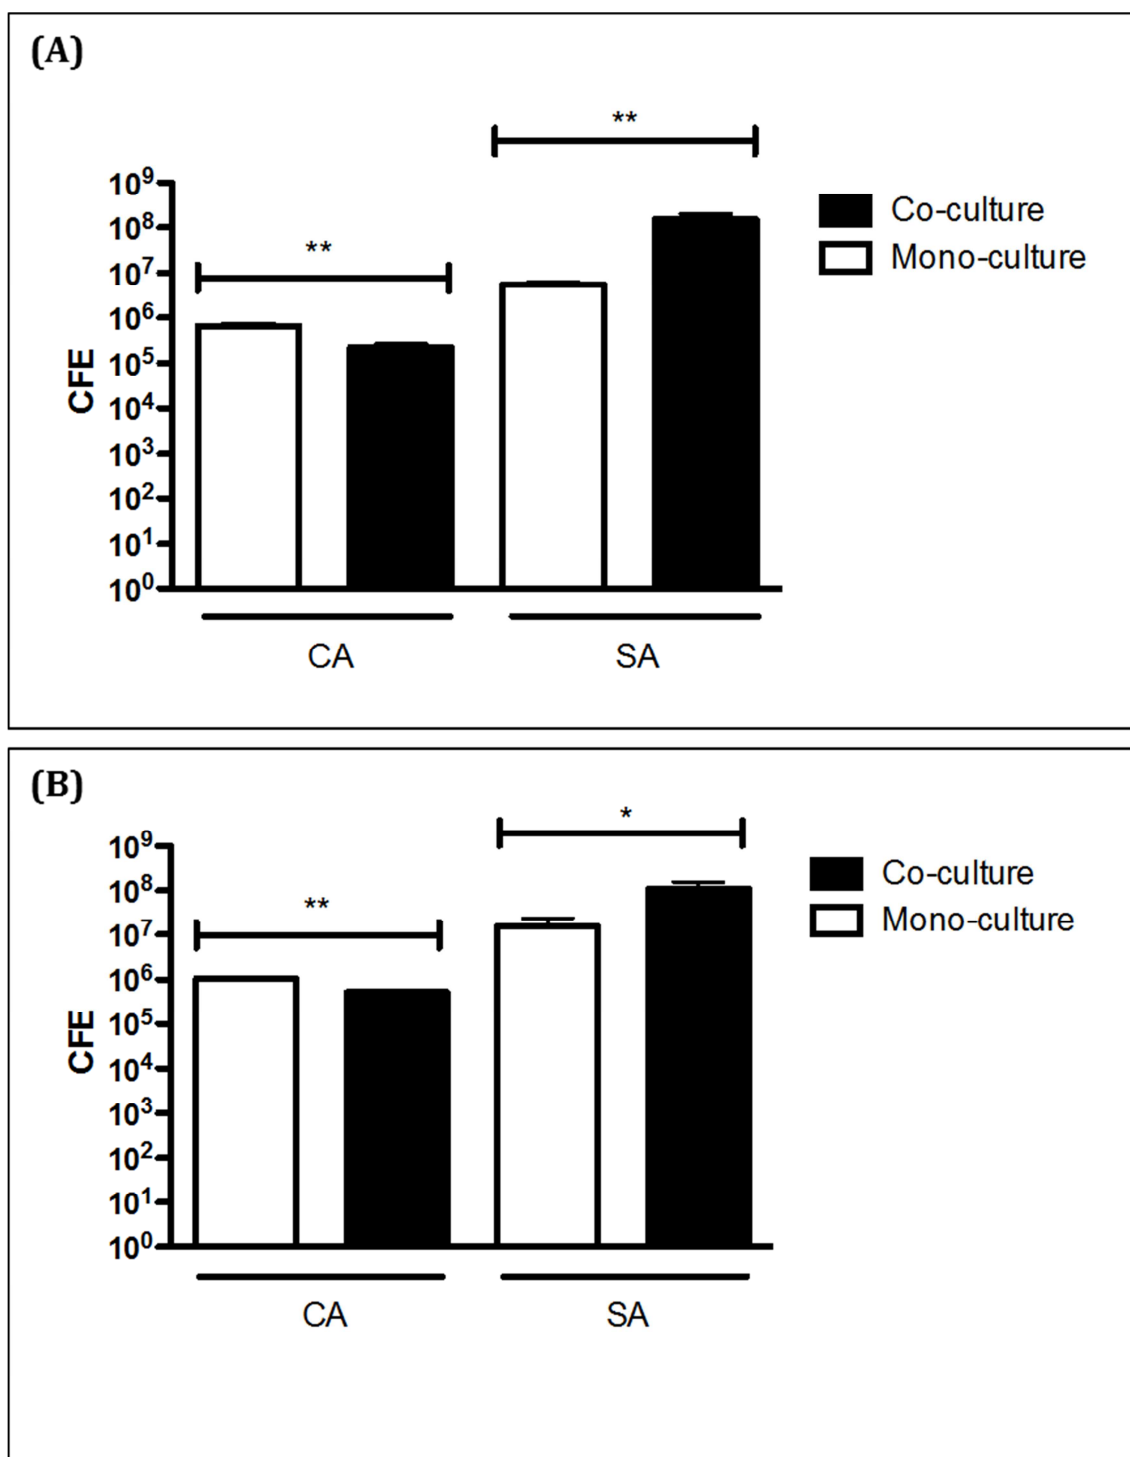 (A)
**
**
10⁹
10⁸
10⁷
10⁶
10⁵
10⁴
10³
10²
10¹
10⁰
CFE
Co-culture
Mono-culture
CA
SA
(B)
*
**
10⁹
10⁸
10⁷
10⁶
10⁵
10⁴
10³
10²
10¹
10⁰
CFE
Co-culture
Mono-culture
CA
SA